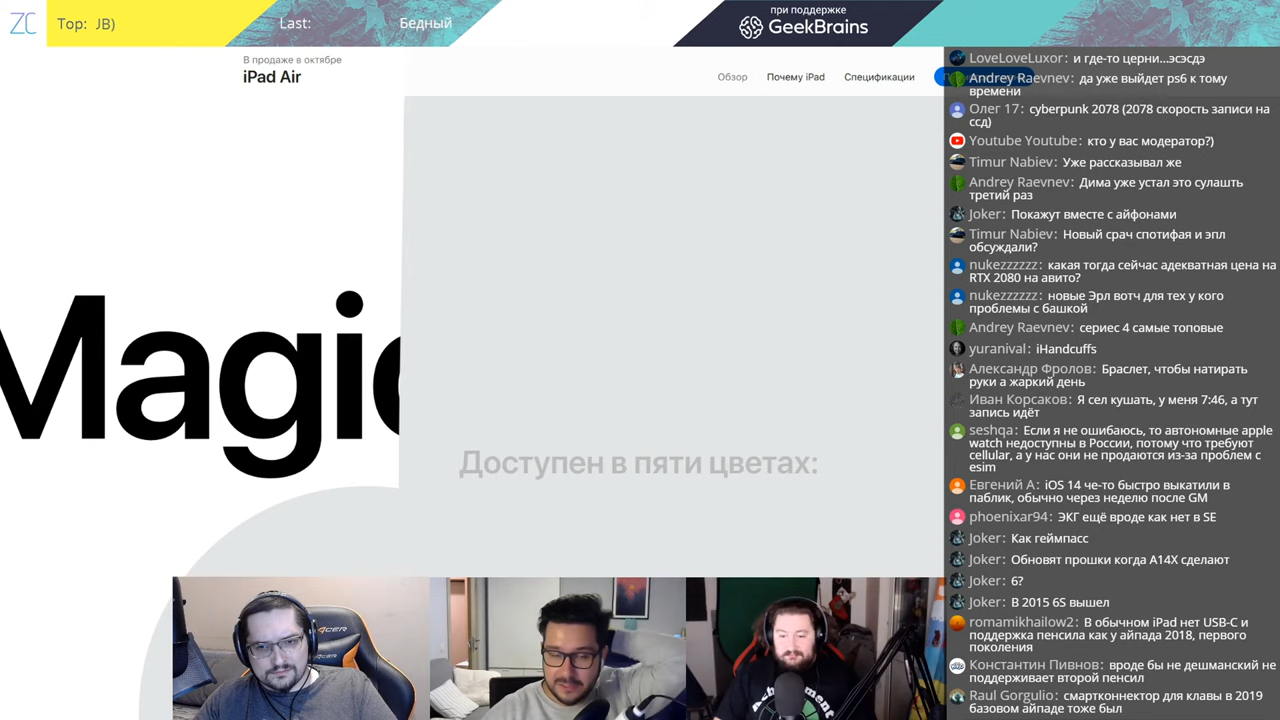 ZC
Top: JB)
Last:
Бедный
при поддержке
GeekBrains
В продаже в октябре
iPad Air
Обзор
Почему iPad
Спецификации
Magic
Доступен в пяти цветах:
ACER
ACER
LoveLoveLuxor: и где-то церни...эсэсдэ
Andrey Raevnev: да уже выйдет ps6 к тому
времени
Олег 17: cyberpunk 2078 (2078 скорость записи на
ссд)
Youtube Youtube: кто у вас модератор?)
Timur Nabiev: Уже рассказывал же
Andrey Raevnev: Дима уже устал это сулашть
третий раз
Joker: Покажут вместе с айфонами
Timur Nabiev: Новый срач спотифая и эпл
обсуждали?
nukezzzzzz: какая тогда сейчас адекватная цена на
RTX 2080 на авито?
nukezzzzzz: новые Эрл вотч для тех у кого
проблемы с башкой
Andrey Raevnev: сериес 4 самые топовые
yuranival: iHandcuffs
Александр Фролов: Браслет, чтобы натирать
руки а жаркий день
Иван Корсаков: Я сел кушать, у меня 7:46, а тут
запись идёт
seshqa: Если я не ошибаюсь, то автономные apple
watch недоступны в России, потому что требуют
cellular, а у нас они не продаются из-за проблем с
esim
Евгений А: iOS 14 че-то быстро выкатили в
паблик, обычно через неделю после GM
phoenixar94: ЭКГ ещё вроде как нет в SE
Joker: Как геймпасс
Joker: Обновят прошки когда A14X сделают
Joker: 6?
Joker: В 2015 6S вышел
romamikhailow2: В обычном iPad нет USB-C и
поддержка пенсила как у айпада 2018, первого
поколения
Константин Пивнов: вроде бы не дешманский не
поддерживает второй пенсил
Raul Gorgulio: смартконнектор для клавы в 2019
базовом айпаде тоже был